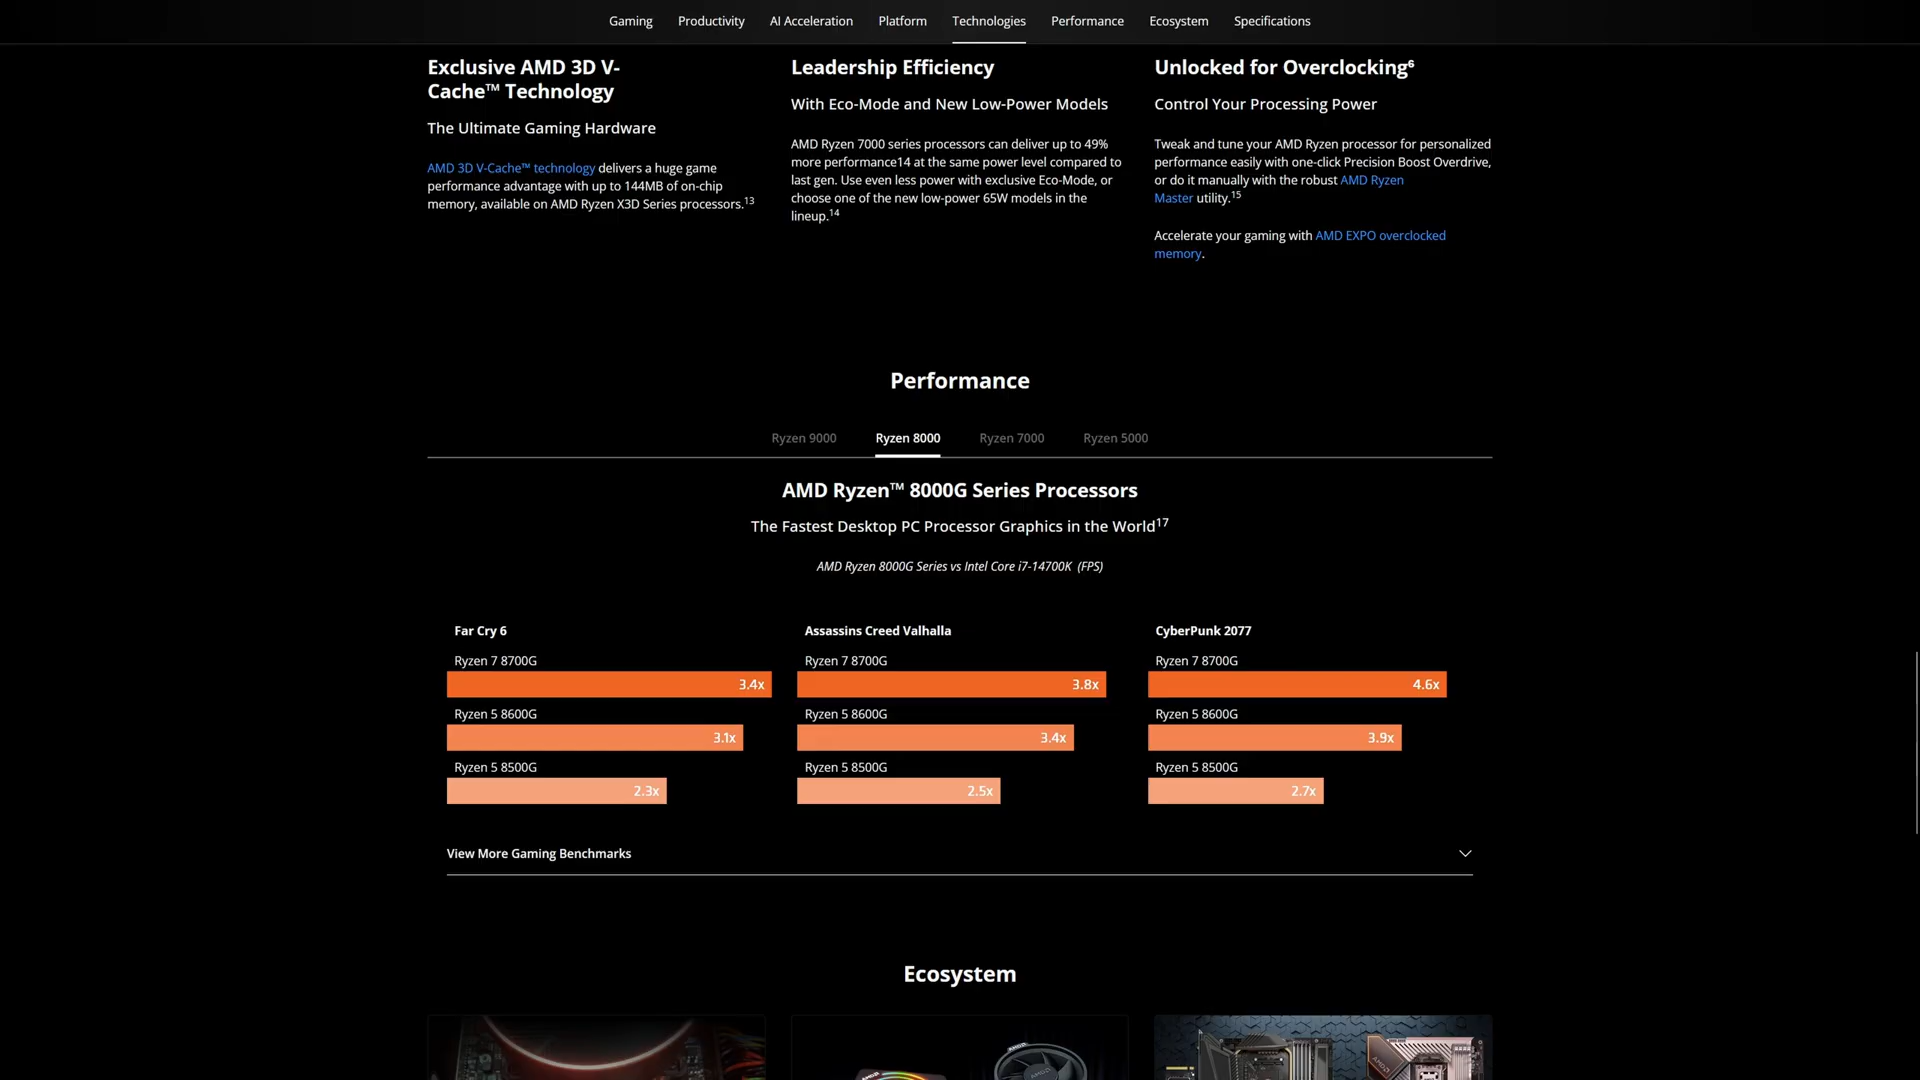 Gaming
Productivity
AI Acceleration
Platform
Technologies
Performance
Ecosystem
Specifications
Exclusive AMD 3D V-
Cache™ Technology
The Ultimate Gaming Hardware
AMD 3D V-Cache™ technology delivers a huge game
performance advantage with up to 144MB of on-chip
memory, available on AMD Ryzen X3D Series processors.¹³
Leadership Efficiency
With Eco-Mode and New Low-Power Models
AMD Ryzen 7000 series processors can deliver up to 49%
more performance14 at the same power level compared to
last gen. Use even less power with exclusive Eco-Mode, or
choose one of the new low-power 65W models in the
lineup.¹⁴
Unlocked for Overclocking⁶
Control Your Processing Power
Tweak and tune your AMD Ryzen processor for personalized
performance easily with one-click Precision Boost Overdrive,
or do it manually with the robust AMD Ryzen
Master utility.¹⁵
Accelerate your gaming with AMD EXPO overclocked
memory.
Performance
Ryzen 9000
Ryzen 8000
Ryzen 7000
Ryzen 5000
AMD Ryzen™ 8000G Series Processors
The Fastest Desktop PC Processor Graphics in the World¹⁷
AMD Ryzen 8000G Series vs Intel Core i7-14700K (FPS)
Far Cry 6
Ryzen 7 8700G
3.4x
Ryzen 5 8600G
3.1x
Ryzen 5 8500G
2.3x
Assassins Creed Valhalla
Ryzen 7 8700G
3.8x
Ryzen 5 8600G
3.4x
Ryzen 5 8500G
2.5x
CyberPunk 2077
Ryzen 7 8700G
4.6x
Ryzen 5 8600G
3.9x
Ryzen 5 8500G
2.7x
View More Gaming Benchmarks
Ecosystem
AMD
AMD
AMD